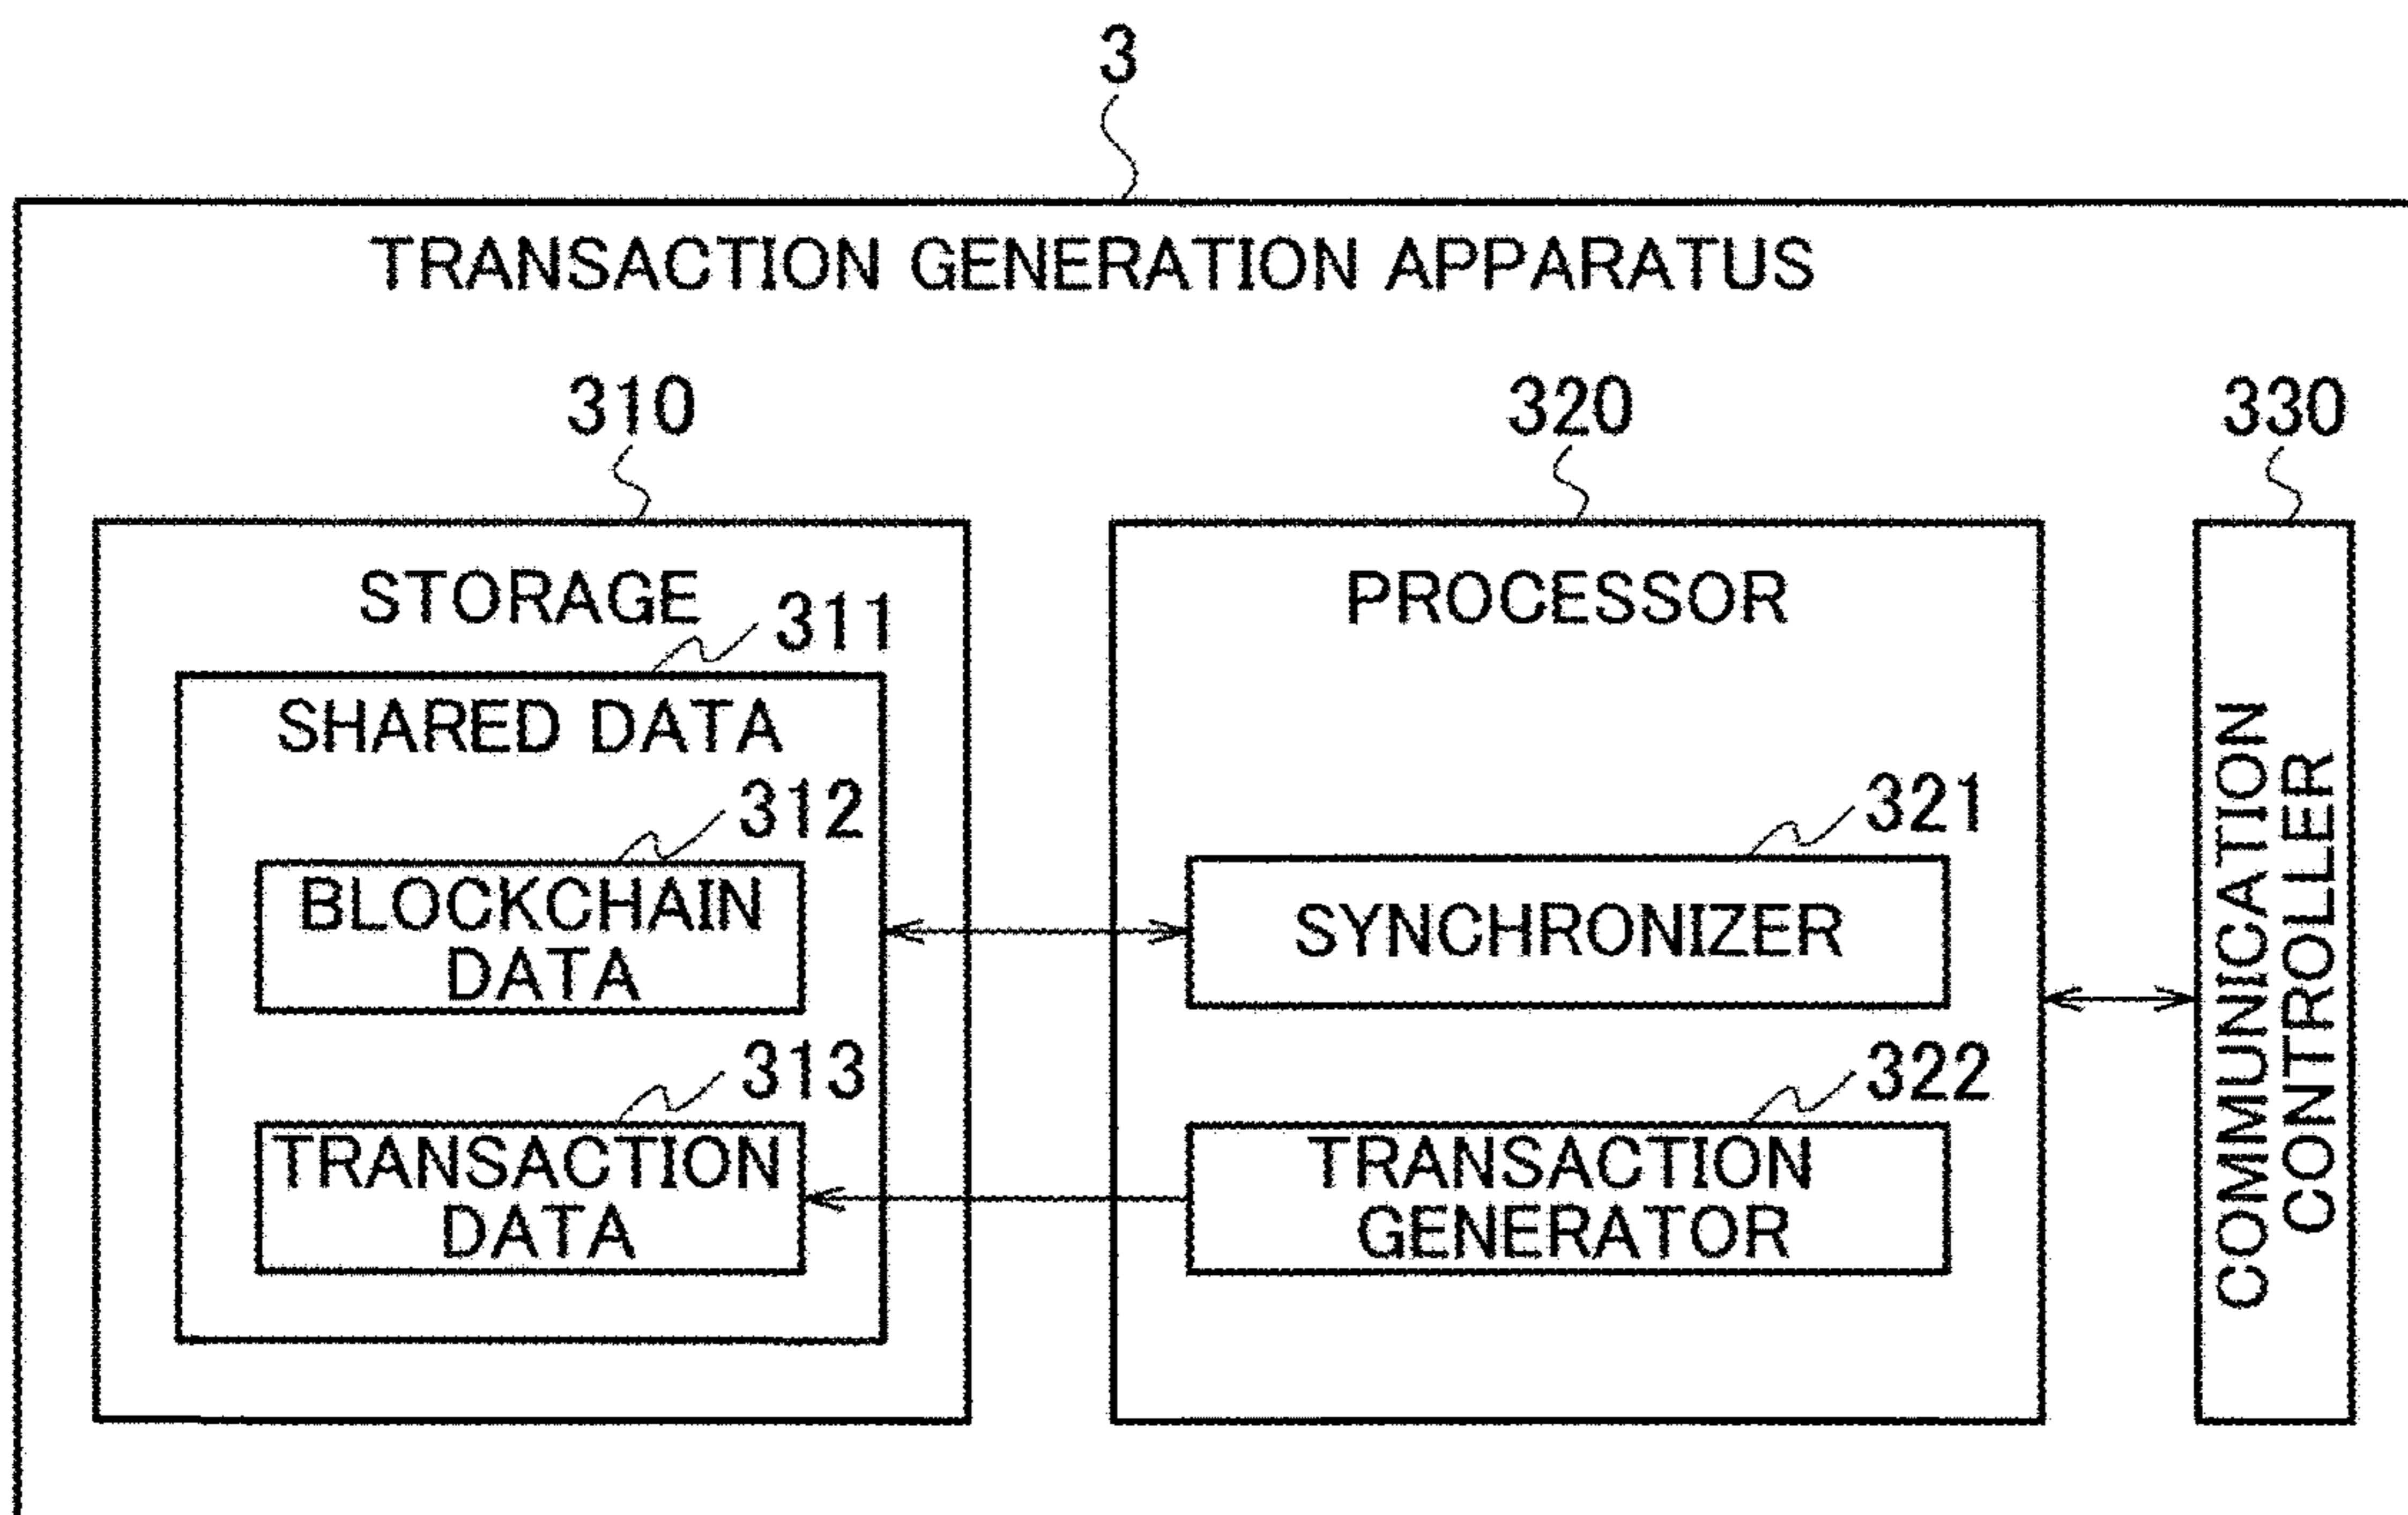 3
TRANSACTION GENERATION APPARATUS
310
320
330
STORAGE
311
SHARED DATA
312
BLOCKCHAIN
DATA
313
TRANSACTION
DATA
PROCESSOR
321
SYNCHRONIZER
322
TRANSACTION
GENERATOR
COMMUNICATION
CONTROLLER